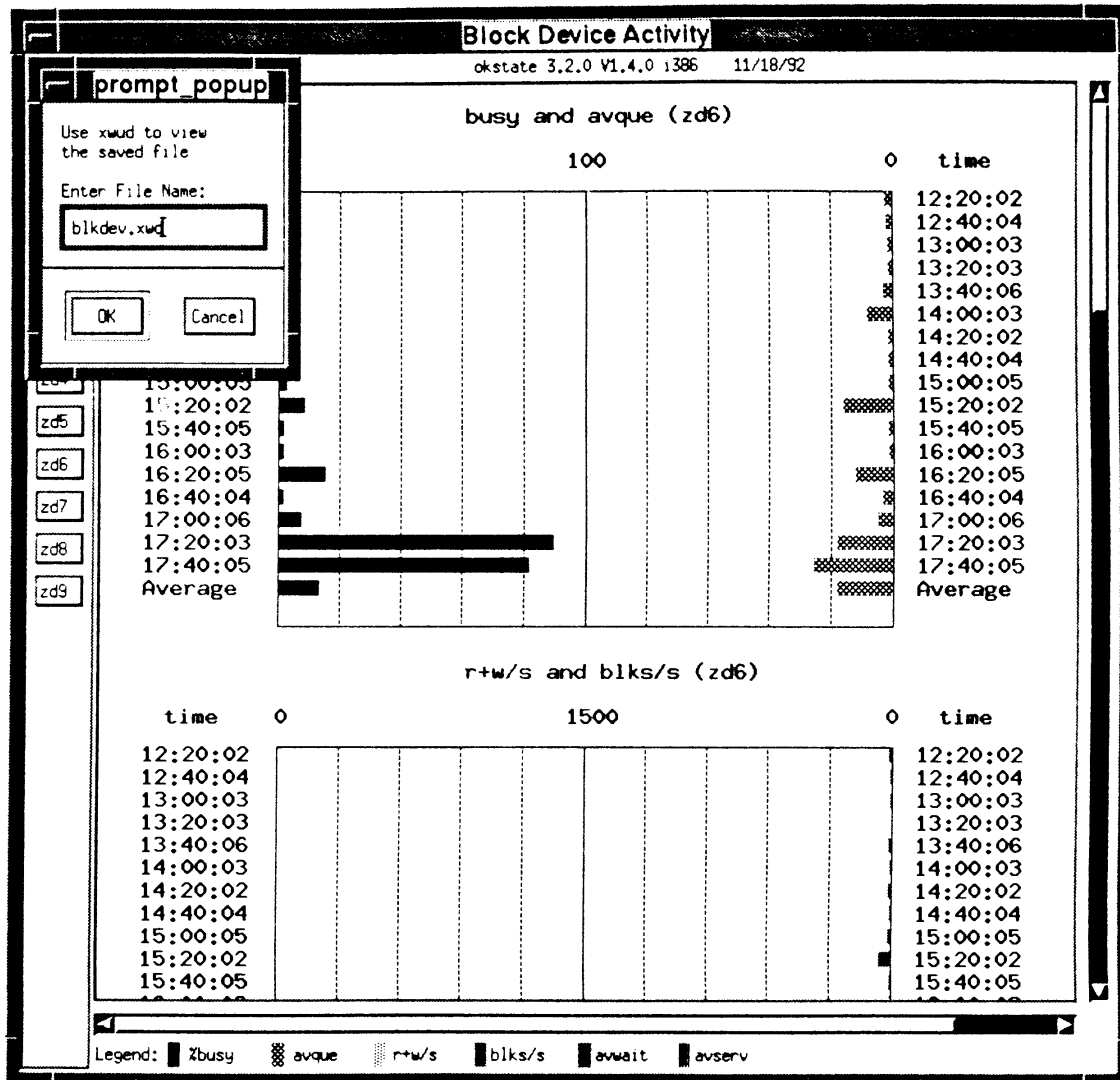 Block Device Activity
okstate 3.2.0 V1.4.0 i386 11/18/92
prompt_popup
Use xwud to view
the saved file
Enter File Name:
blkdev.xwd
OK Cancel
busy and avque (zd6)
100 0 time
12:20:02
12:40:04
13:00:03
13:20:03
13:40:06
14:00:03
14:20:02
14:40:04
15:00:05 15:00:05
15:20:02 15:20:02
zd5
15:40:05 15:40:05
16:00:03 16:00:03
zd6
16:20:05 16:20:05
16:40:04 16:40:04
zd7
17:00:06 17:00:06
17:20:03 17:20:03
zd8
17:40:05 17:40:05
zd9
Average Average
r+w/s and blks/s (zd6)
time 0 1500 0 time
12:20:02 12:20:02
12:40:04 12:40:04
13:00:03 13:00:03
13:20:03 13:20:03
13:40:06 13:40:06
14:00:03 14:00:03
14:20:02 14:20:02
14:40:04 14:40:04
15:00:05 15:00:05
15:20:02 15:20:02
15:40:05 15:40:05
Legend: %busy avque r+w/s blks/s avwait avserv